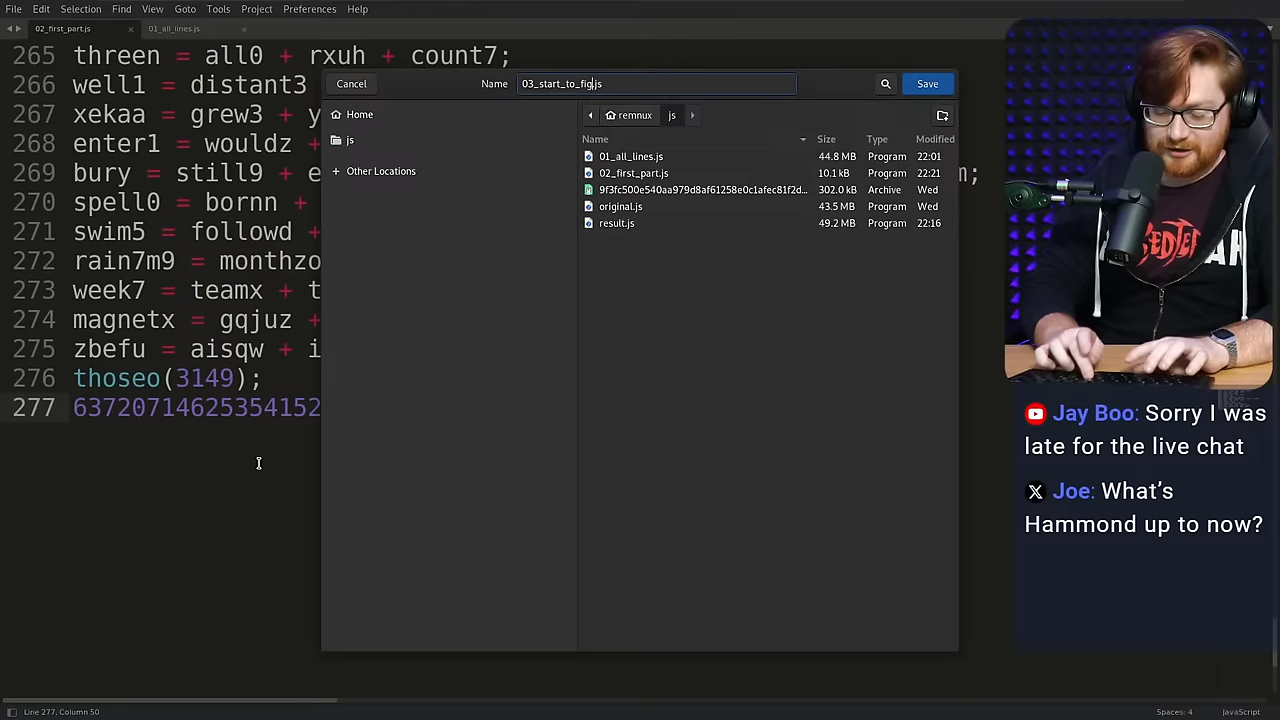 File Edit Selection Find View Goto Tools Project Preferences Help
02_first_part.js
01_all_lines.js
265 threen = all0 + rxuh + count7;
266 well1 = distant3
267 xekaa = grew3 + y
268 enter1 = wouldz +
269 bury = still9 + e m;
270 spell0 = bornn +
271 swim5 = followd +
272 rain7m9 = monthzo
273 week7 = teamx + t
274 magnetx = gqjuz +
275 zbefu = aisqw + i
276 thoseo(3149);
277 63720714625354152
Cancel
Name
03_start_to_fig.js
Save
Home
js
Other Locations
remnux
js
Name Size Type Modified
01_all_lines.js 44.8 MB Program 22:01
02_first_part.js 10.1 kB Program 22:21
9f3fc500e540aa979d8af61258e0c1afec81f2d... 302.0 kB Archive Wed
original.js 43.5 MB Program Wed
result.js 49.2 MB Program 22:16
Jay Boo: Sorry I was
late for the live chat
Joe: What's
Hammond up to now?
Line 277, Column 50
Spaces: 4
JavaScript